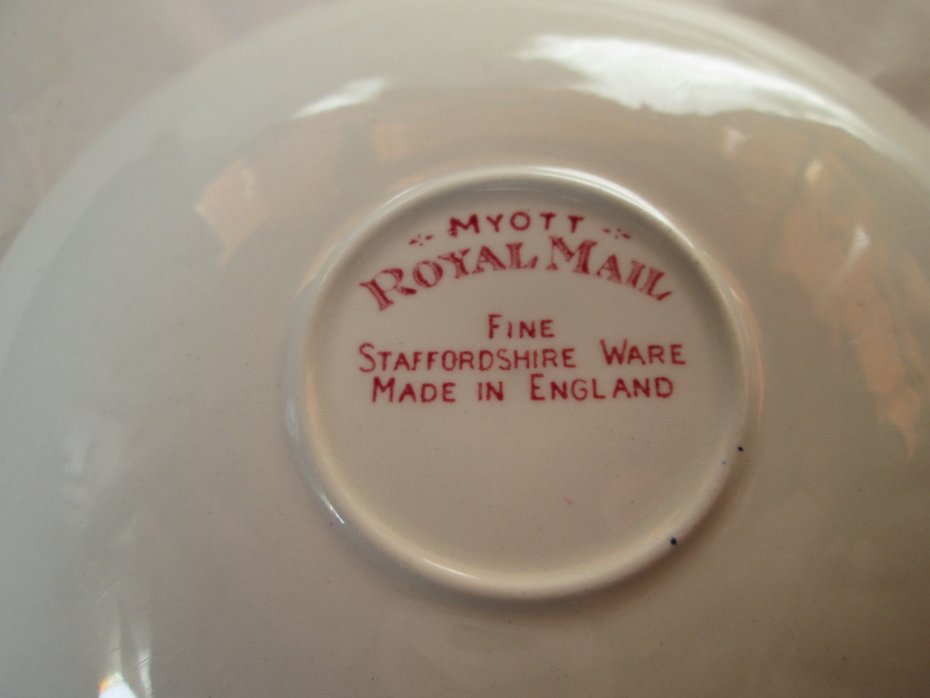 MYOTT
ROYAL MAIL
FINE
STAFFORDSHIRE WARE
MADE IN ENGLAND